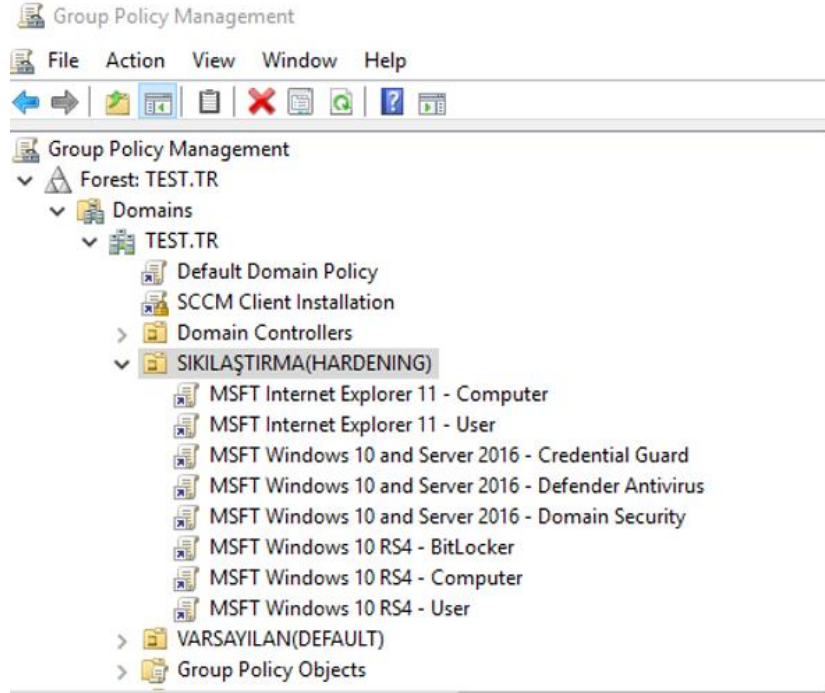 Group Policy Management
File Action View Window Help
Group Policy Management
Forest: TEST.TR
Domains
TEST.TR
Default Domain Policy
SCCM Client Installation
Domain Controllers
SIKILAŞTIRMA(HARDENING)
MSFT Internet Explorer 11 - Computer
MSFT Internet Explorer 11 - User
MSFT Windows 10 and Server 2016 - Credential Guard
MSFT Windows 10 and Server 2016 - Defender Antivirus
MSFT Windows 10 and Server 2016 - Domain Security
MSFT Windows 10 RS4 - BitLocker
MSFT Windows 10 RS4 - Computer
MSFT Windows 10 RS4 - User
VARSAYILAN(DEFAULT)
Group Policy Objects